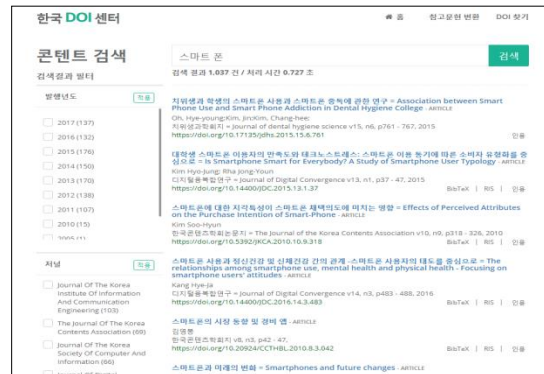 한국 DOI 센터
홈 참고문헌 변환 DOI 찾기
콘텐트 검색
스마트 폰
검색
검색결과 필터
검색 결과 1,037 건 / 처리 시간 0.727 초
발행년도
적용
2017 (137)
2016 (132)
2015 (176)
2014 (150)
2013 (170)
2012 (138)
2011 (107)
2010 (15)
2005 (1)
저널
적용
Journal Of The Korea
Institute Of Information
And Communication
Engineering (103)
The Journal Of The Korea
Contents Association (69)
Journal Of The Korea
Society Of Computer And
Information (66)
치위생과 학생의 스마트폰 사용과 스마트폰 중독에 관한 연구 = Association between Smart
Phone Use and Smart Phone Addiction in Dental Hygiene College - ARTICLE
Oh, Hye-young;Kim, Jin;Kim, Chang-hee;
치위생과학회지 = Journal of dental hygiene science v15, n6, p761 - 767, 2015
https://doi.org/10.17135/jdhs.2015.15.6.761
인용
대학생 스마트폰 이용자의 만족도와 테크노스트레스: 스마트폰 이용 동기에 따른 소비자 유형화를 중
심으로 = Is Smartphone Smart for Everybody? A Study of Smartphone User Typology - ARTICLE
Kim Hyo-Jung; Rha Jong-Youn
디지털융복합연구 = Journal of Digital Convergence v13, n1, p37 - 47, 2015
https://doi.org/10.14400/JDC.2015.13.1.37
BibTeX | RIS | 인용
스마트폰에 대한 지각특성이 스마트폰 채택의도에 미치는 영향 = Effects of Perceived Attributes
on the Purchase Intention of Smart-Phone - ARTICLE
Kim Soo-Hyun
한국콘텐츠학회논문지 = The Journal of the Korea Contents Association v10, n9, p318 - 326, 2010
https://doi.org/10.5392/JKCA.2010.10.9.318
BibTeX | RIS | 인용
스마트폰 사용과 정신건강 및 신체건강 간의 관계 -스마트폰 사용자의 태도를 중심으로 = The
relationships among smartphone use, mental health and physical health - Focusing on
smartphone users' attitudes - ARTICLE
Kang Hye-Ja
디지털융복합연구 = Journal of Digital Convergence v14, n3, p483 - 488, 2016
https://doi.org/10.14400/JDC.2016.14.3.483
BibTeX | RIS | 인용
스마트폰의 시장 동향 및 경비 앱 - ARTICLE
김영롱
한국콘텐츠학회지 v8, n3, p42 - 47,
https://doi.org/10.20924/CCTHBL.2010.8.3.042
BibTeX | RIS | 인용
스마트폰과 미래의 변화 = Smartphones and future changes - ARTICLE